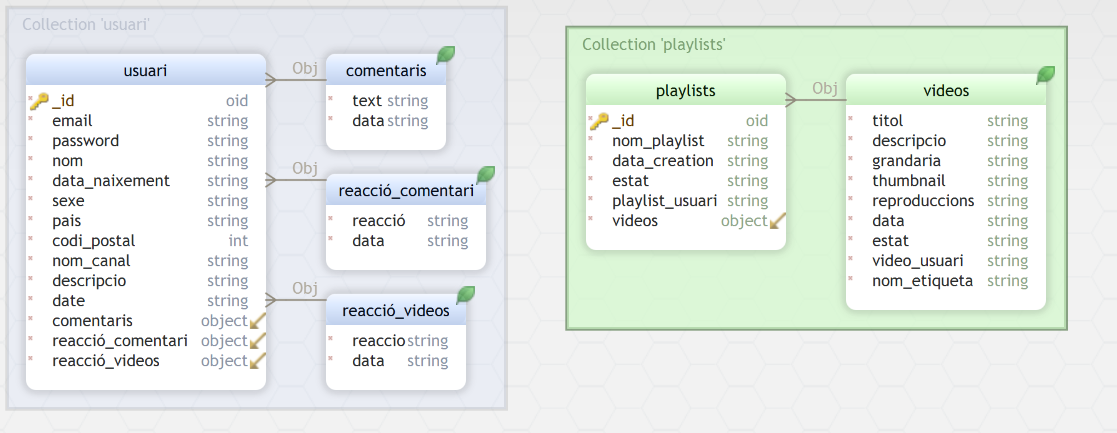 Collection 'usuari'
usuari
_id oid
email string
password string
nom string
data_naixement string
sexe string
pais string
codi_postal int
nom_canal string
descripcio string
date string
comentaris object
reacció_comentari object
reacció_videos object
Obj
comentaris
text string
data string
Obj
reacció_comentari
reacció string
data string
Obj
reacció_videos
reaccio string
data string
Collection 'playlists'
playlists
_id oid
nom_playlist string
data_creation string
estat string
playlist_usuari string
videos object
Obj
videos
titol string
descripcio string
grandaria string
thumbnail string
reproduccions string
data string
estat string
video_usuari string
nom_etiqueta string